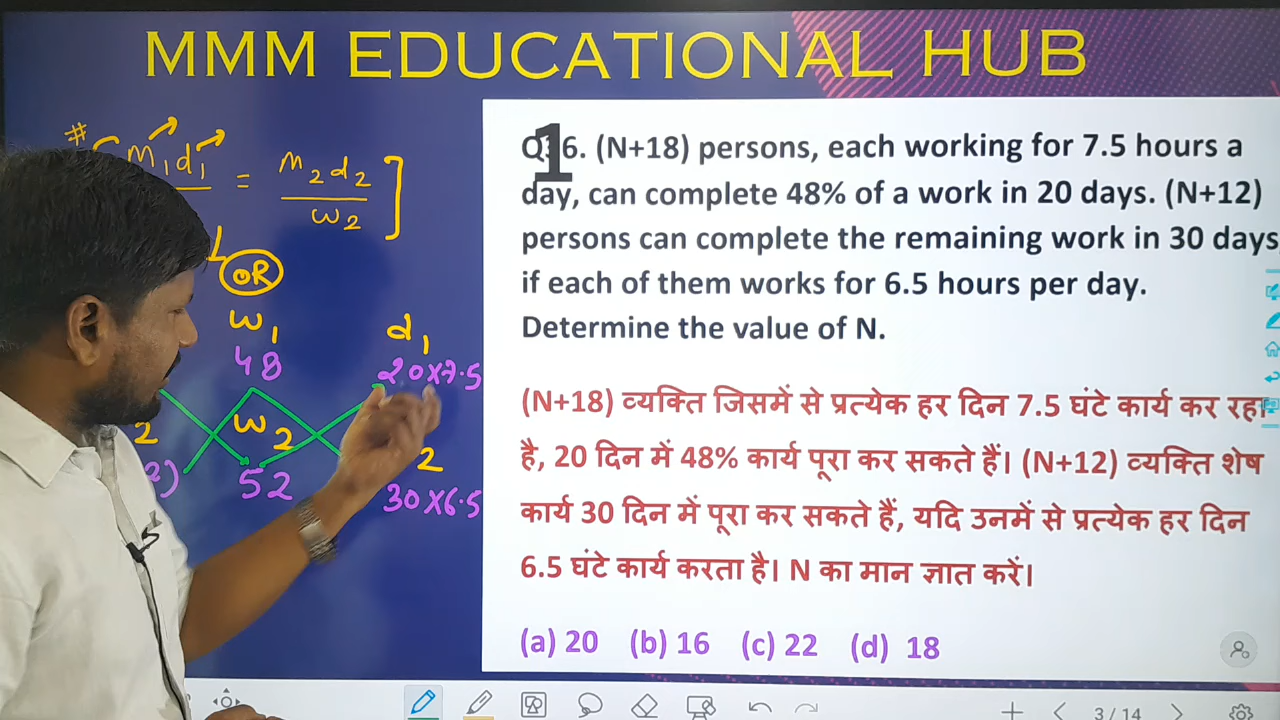 MMM EDUCATIONAL HUB
# m₁d₁ = m₂d₂
w₂
OR
w₁ d₁
48 20×7.5
2 w₂ 2
52 30×6.5
1
Q 6. (N+18) persons, each working for 7.5 hours a
day, can complete 48% of a work in 20 days. (N+12)
persons can complete the remaining work in 30 days
if each of them works for 6.5 hours per day.
Determine the value of N.
(N+18) व्यक्ति जिसमें से प्रत्येक हर दिन 7.5 घंटे कार्य कर रहा
है, 20 दिन में 48% कार्य पूरा कर सकते हैं। (N+12) व्यक्ति शेष
कार्य 30 दिन में पूरा कर सकते हैं, यदि उनमें से प्रत्येक हर दिन
6.5 घंटे कार्य करता है। N का मान ज्ञात करें।
(a) 20 (b) 16 (c) 22 (d) 18
3 / 14